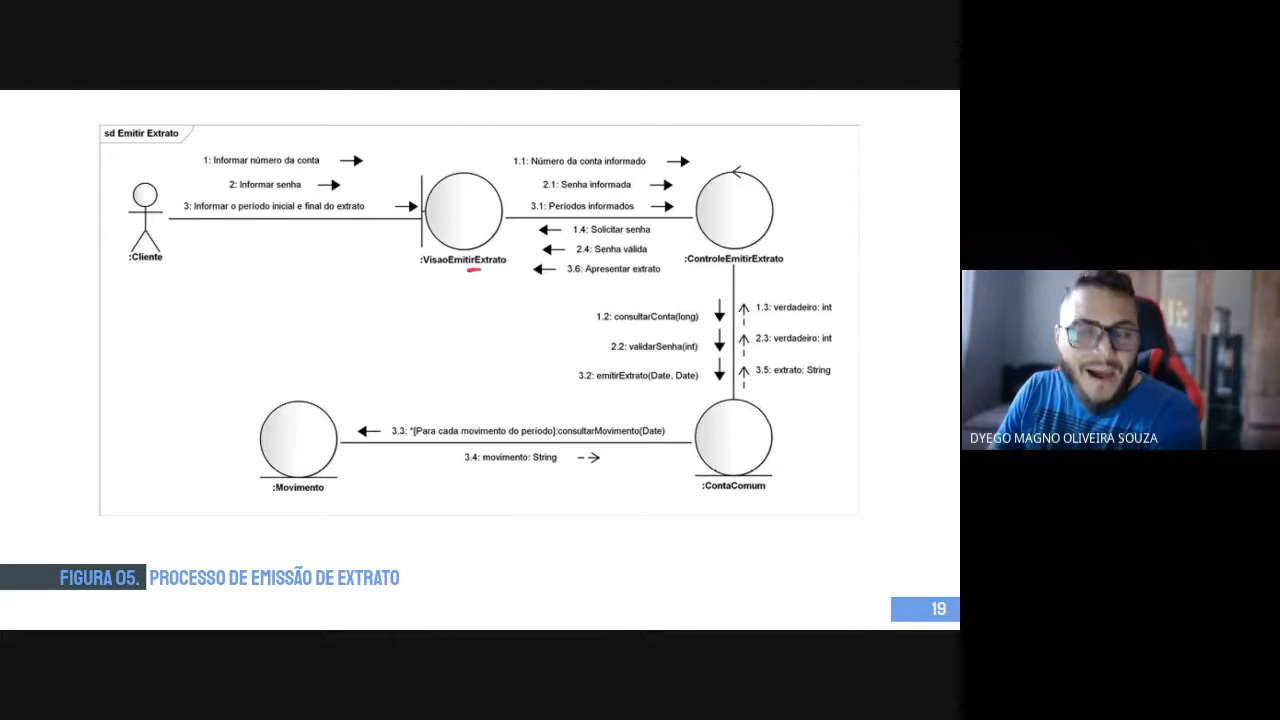 sd Emitir Extrato
1: Informar número da conta
2: Informar senha
3: Informar o período inicial e final do extrato
:Cliente
:VisaoEmitirExtrato
1.1: Número da conta informado
2.1: Senha informada
3.1: Períodos informados
1.4: Solicitar senha
2.4: Senha válida
3.6: Apresentar extrato
:ControleEmitirExtrato
1.2: consultarConta(long)
2.2: validarSenha(int)
3.2: emitirExtrato(Date, Date)
1.3: verdadeiro: int
2.3: verdadeiro: int
3.5: extrato: String
3.3: *[Para cada movimento do período]:consultarMovimento(Date)
3.4: movimento: String
:Movimento
:ContaComum
FIGURA 05. PROCESSO DE EMISSÃO DE EXTRATO
19
DYEGO MAGNO OLIVEIRA SOUZA